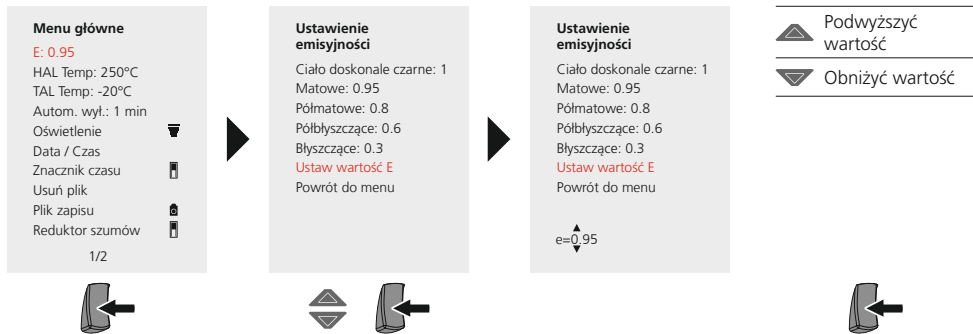 Menu główne
E: 0.95
HAL Temp: 250°C
TAL Temp: -20°C
Autom. wył.: 1 min
Oświetlenie
Data / Czas
Znacznik czasu
Usuń plik
Plik zapisu
Reduktor szumów
1/2
Ustawienie
emisyjności
Ciało doskonale czarne: 1
Matowe: 0.95
Półmatowe: 0.8
Półbłyszczące: 0.6
Błyszczące: 0.3
Ustaw wartość E
Powrót do menu
Ustawienie
emisyjności
Ciało doskonale czarne: 1
Matowe: 0.95
Półmatowe: 0.8
Półbłyszczące: 0.6
Błyszczące: 0.3
Ustaw wartość E
Powrót do menu
e=0.95
Podwyższyć
wartość
Obniżyć wartość